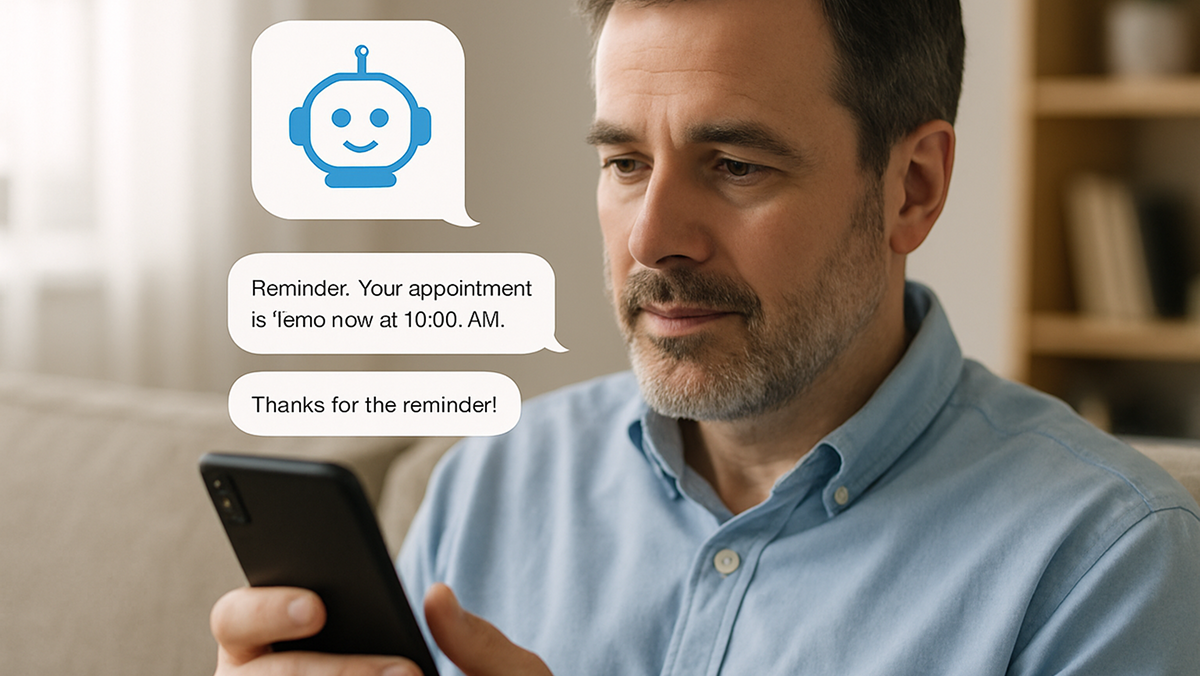 Reminder. Your appointment
is now at 10:00. AM.
Thanks for the reminder!